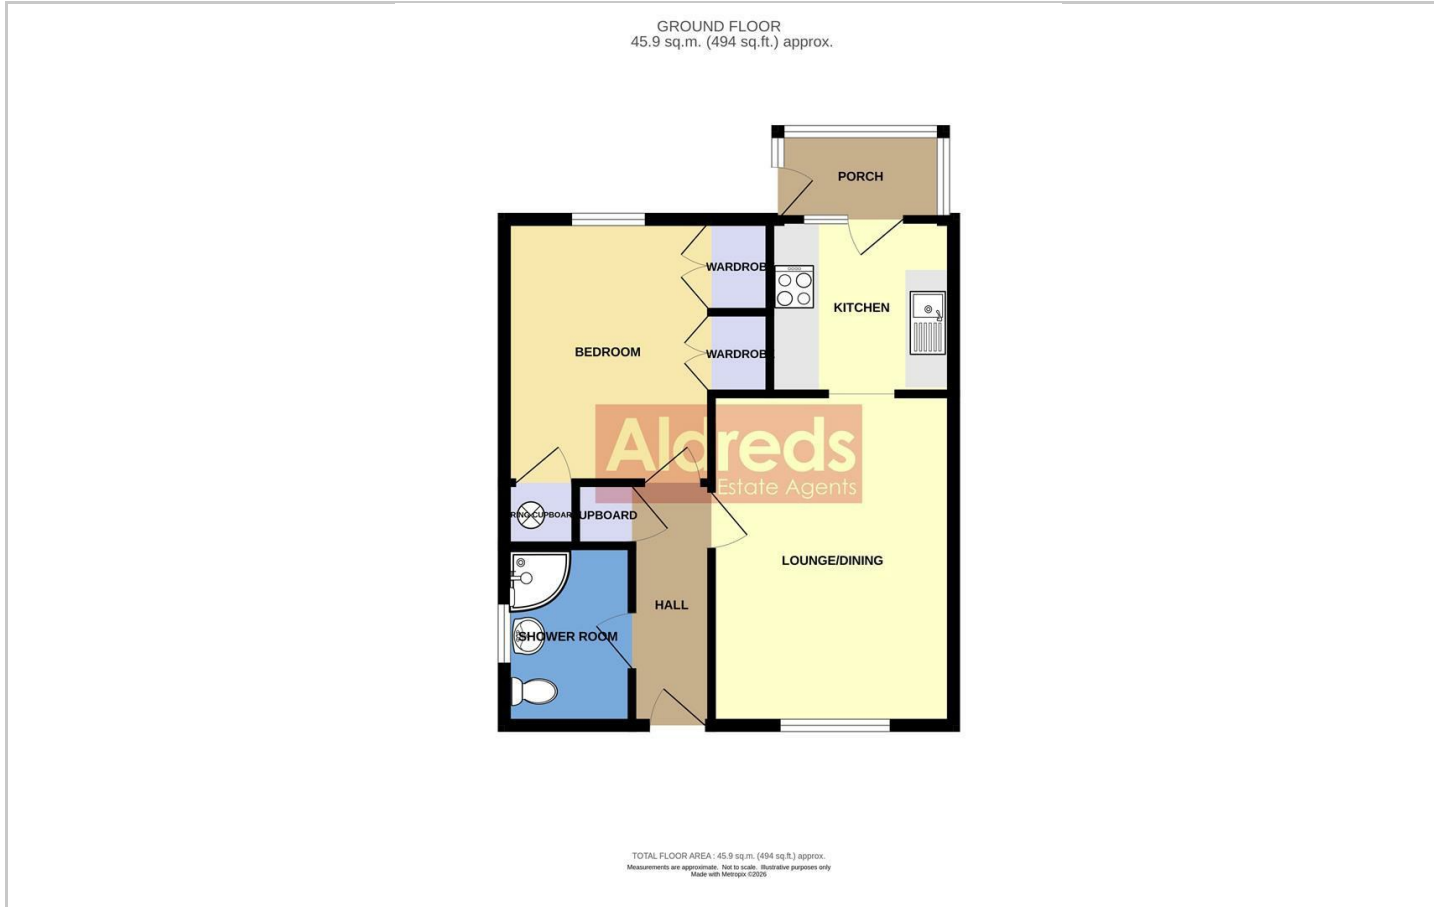 GROUND FLOOR
45.9 sq.m. (494 sq.ft.) approx.
PORCH
WARDROB
KITCHEN
BEDROOM
WARDROB
Aldreds
Estate Agents
RING CUPBOAR
UPBOARD
LOUNGE/DINING
HALL
SHOWER ROOM
TOTAL FLOOR AREA : 45.9 sq.m. (494 sq.ft.) approx.
Measurements are approximate. Not to scale. Illustrative purposes only
Made with Metropix ©2026